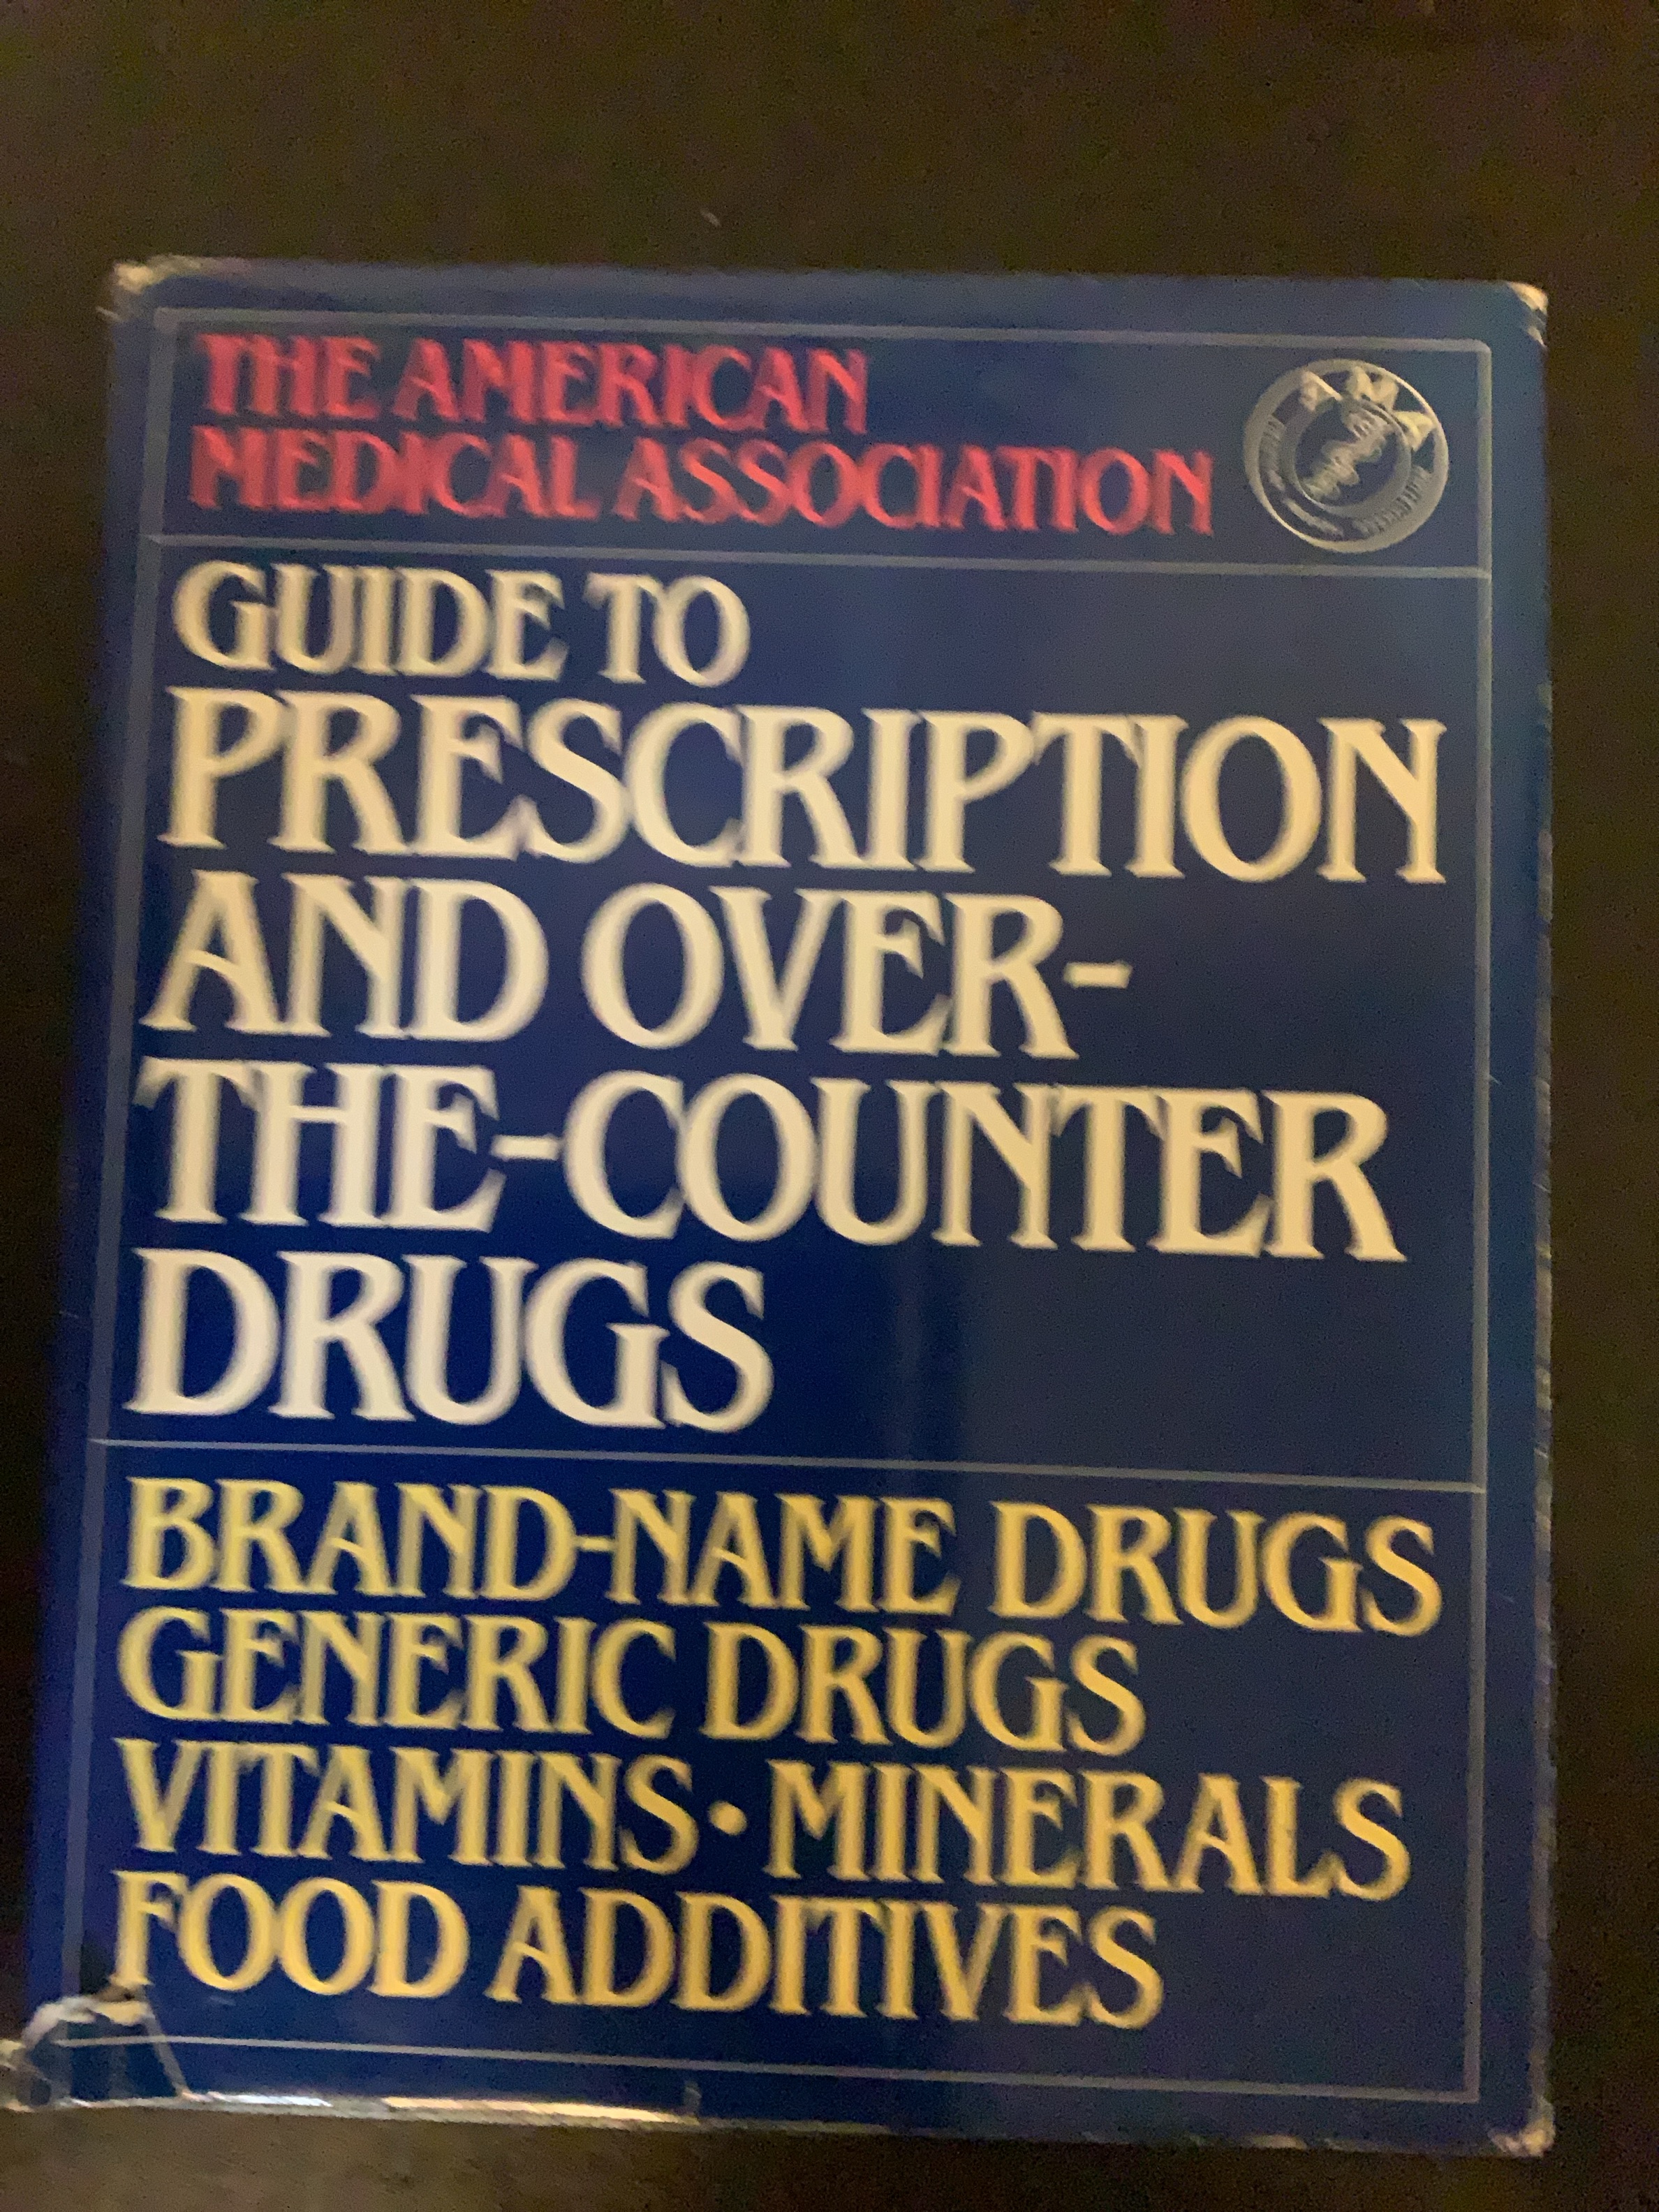 THE AMERICAN
MEDICAL ASSOCIATION
AMA
GUIDE TO
PRESCRIPTION
AND OVER-
THE-COUNTER
DRUGS
BRAND-NAME DRUGS
GENERIC DRUGS
VITAMINS • MINERALS
FOOD ADDITIVES